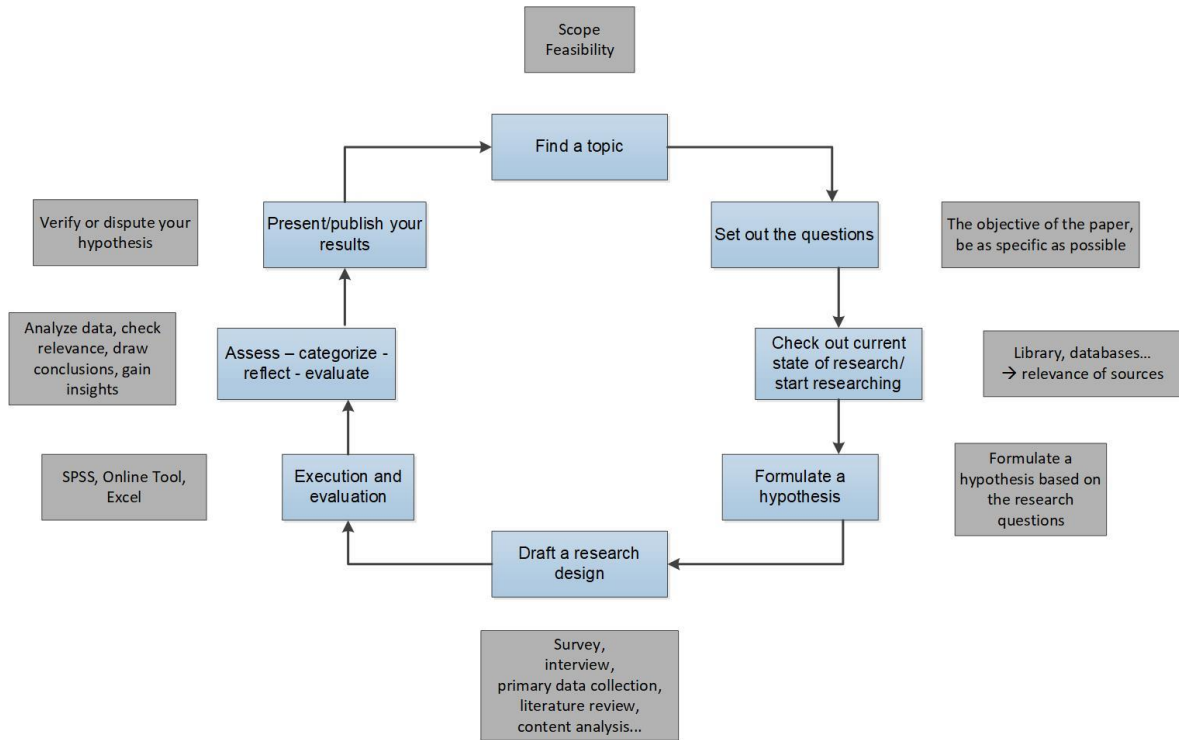 Scope
Feasibility
Find a topic
Verify or dispute your
hypothesis
Present/publish your
results
Set out the questions
The objective of the paper,
be as specific as possible
Analyze data, check
relevance, draw
conclusions, gain
insights
Assess – categorize -
reflect - evaluate
Check out current
state of research/
start researching
Library, databases...
→ relevance of sources
SPSS, Online Tool,
Excel
Execution and
evaluation
Formulate a
hypothesis
Formulate a
hypothesis based on
the research
questions
Draft a research
design
Survey,
interview,
primary data collection,
literature review,
content analysis...